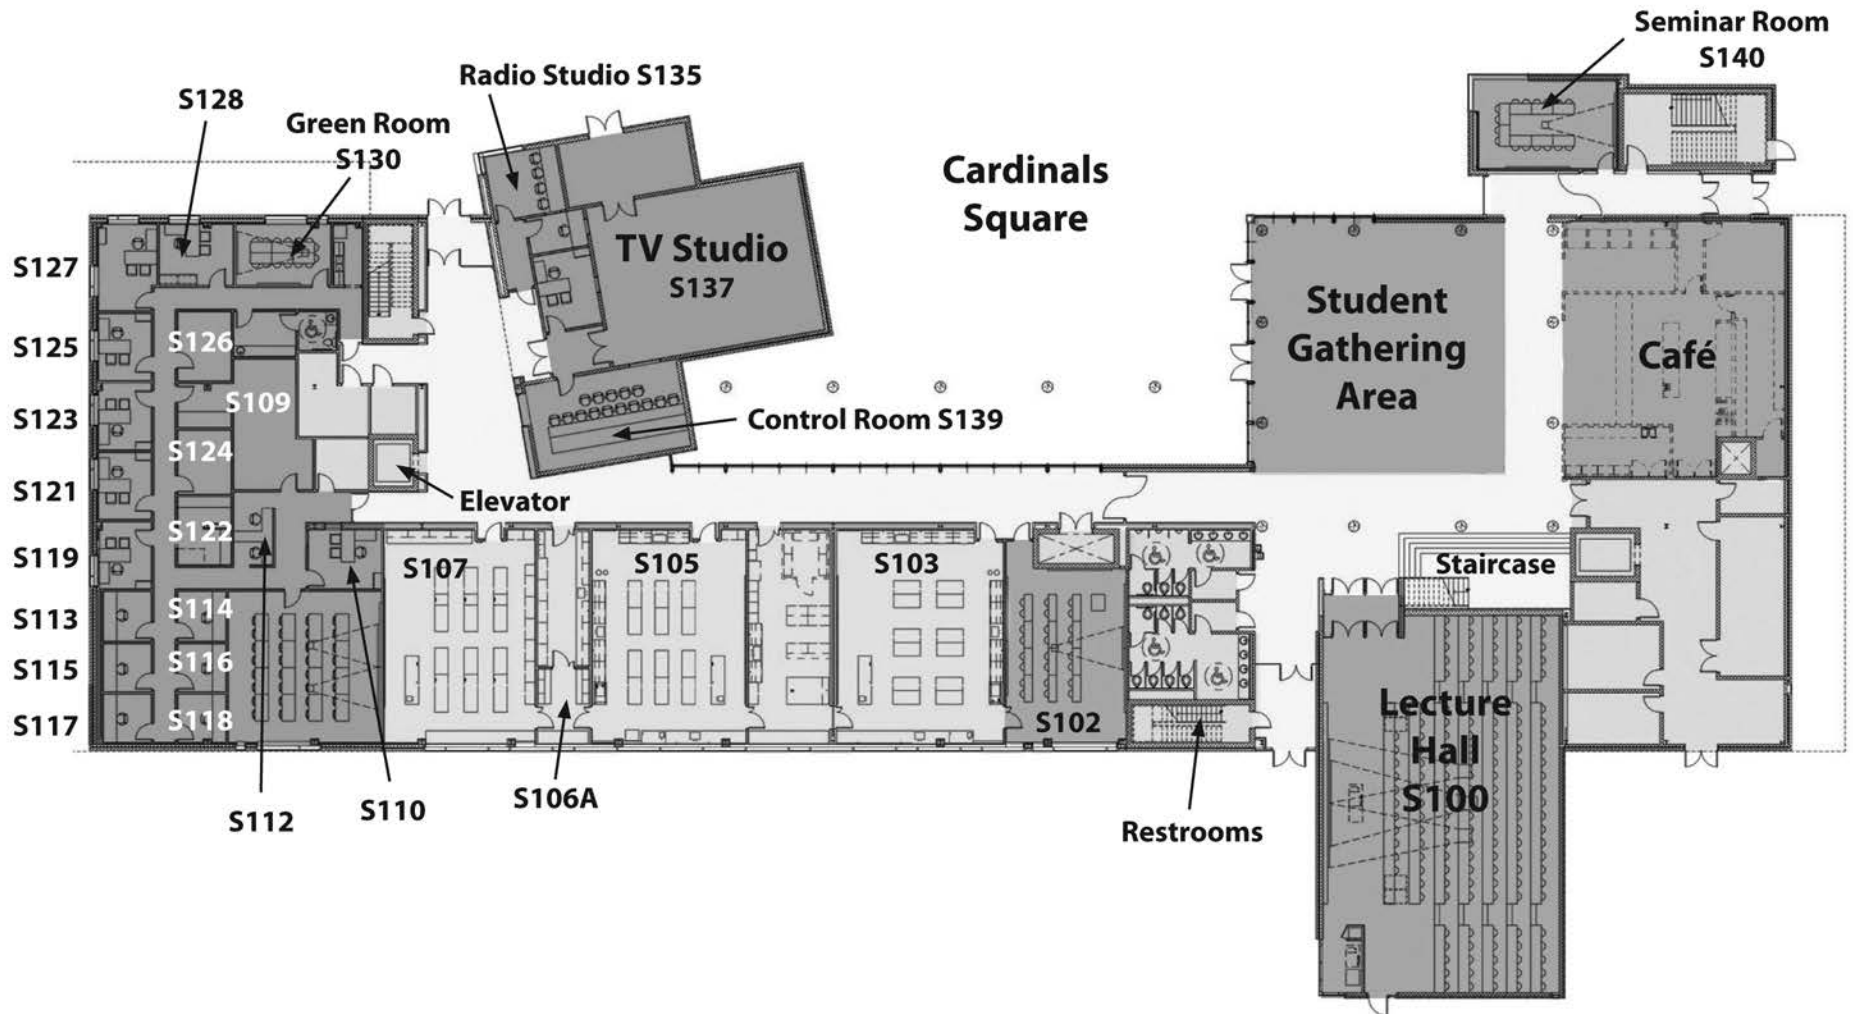 Seminar Room
S140
Radio Studio S135
S128
Green Room
S130
Cardinals
Square
TV Studio
S137
S127
S125
S126
S123
S109
S124
S121
S122
S119
S113
S114
S115
S116
S117
S118
Student
Gathering
Area
Café
Control Room S139
Elevator
S107
S105
S103
Staircase
S102
Lecture
Hall
S100
S112
S110
S106A
Restrooms